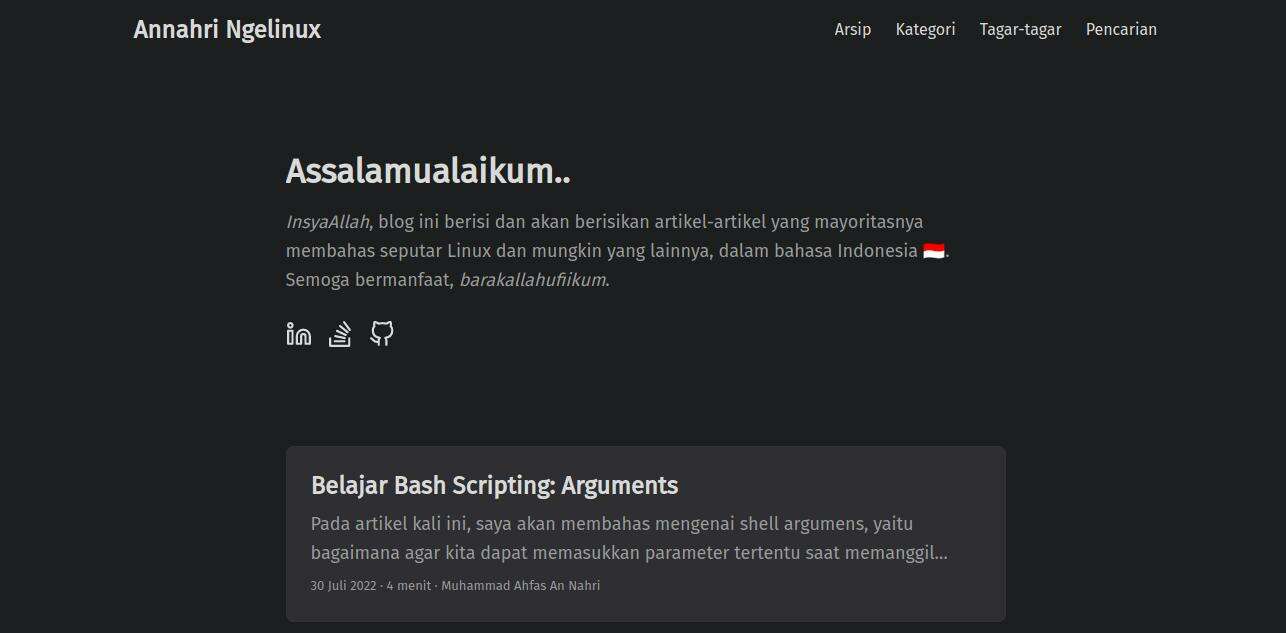 Annahri Ngelinux
Arsip Kategori Tagar-tagar Pencarian
Assalamualaikum..
InsyaAllah, blog ini berisi dan akan berisikan artikel-artikel yang mayoritasnya
membahas seputar Linux dan mungkin yang lainnya, dalam bahasa Indonesia 🇮🇩.
Semoga bermanfaat, barakallahufiikum.
Belajar Bash Scripting: Arguments
Pada artikel kali ini, saya akan membahas mengenai shell argumens, yaitu
bagaimana agar kita dapat memasukkan parameter tertentu saat memanggil...
30 Juli 2022 · 4 menit · Muhammad Ahfas An Nahri